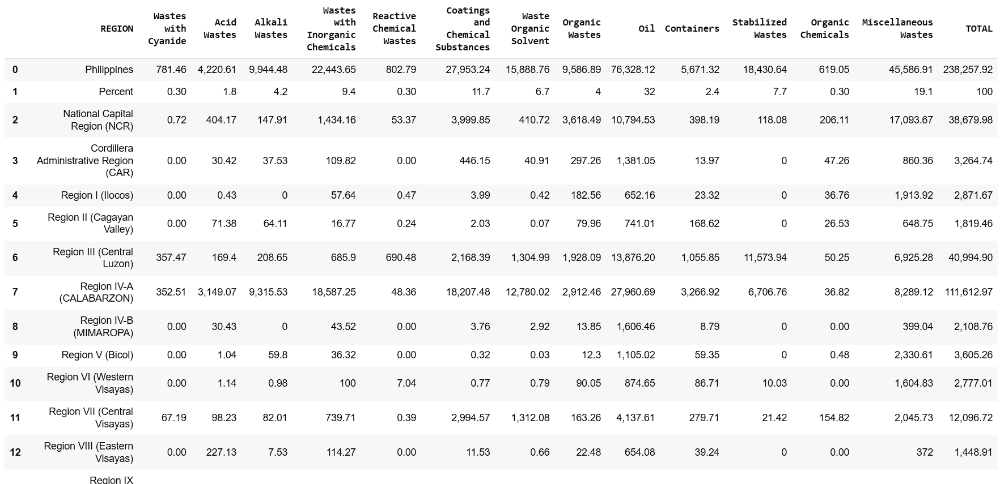 REGION Wastes with Cyanide Acid Wastes Alkali Wastes Wastes with Inorganic Chemicals Reactive Chemical Wastes Coatings and Chemical Substances Waste Organic Solvent Organic Wastes Oil Containers Stabilized Wastes Organic Chemicals Miscellaneous Wastes TOTAL
0 Philippines 781.46 4,220.61 9,944.48 22,443.65 802.79 27,953.24 15,888.76 9,586.89 76,328.12 5,671.32 18,430.64 619.05 45,586.91 238,257.92
1 Percent 0.30 1.8 4.2 9.4 0.30 11.7 6.7 4 32 2.4 7.7 0.30 19.1 100
2 National Capital Region (NCR) 0.72 404.17 147.91 1,434.16 53.37 3,999.85 410.72 3,618.49 10,794.53 398.19 118.08 206.11 17,093.67 38,679.98
3 Cordillera Administrative Region (CAR) 0.00 30.42 37.53 109.82 0.00 446.15 40.91 297.26 1,381.05 13.97 0 47.26 860.36 3,264.74
4 Region I (Ilocos) 0.00 0.43 0 57.64 0.47 3.99 0.42 182.56 652.16 23.32 0 36.76 1,913.92 2,871.67
5 Region II (Cagayan Valley) 0.00 71.38 64.11 16.77 0.24 2.03 0.07 79.96 741.01 168.62 0 26.53 648.75 1,819.46
6 Region III (Central Luzon) 357.47 169.4 208.65 685.9 690.48 2,168.39 1,304.99 1,928.09 13,876.20 1,055.85 11,573.94 50.25 6,925.28 40,994.90
7 Region IV-A (CALABARZON) 352.51 3,149.07 9,315.53 18,587.25 48.36 18,207.48 12,780.02 2,912.46 27,960.69 3,266.92 6,706.76 36.82 8,289.12 111,612.97
8 Region IV-B (MIMAROPA) 0.00 30.43 0 43.52 0.00 3.76 2.92 13.85 1,606.46 8.79 0 0.00 399.04 2,108.76
9 Region V (Bicol) 0.00 1.04 59.8 36.32 0.00 0.32 0.03 12.3 1,105.02 59.35 0 0.48 2,330.61 3,605.26
10 Region VI (Western Visayas) 0.00 1.14 0.98 100 7.04 0.77 0.79 90.05 874.65 86.71 10.03 0.00 1,604.83 2,777.01
11 Region VII (Central Visayas) 67.19 98.23 82.01 739.71 0.39 2,994.57 1,312.08 163.26 4,137.61 279.71 21.42 154.82 2,045.73 12,096.72
12 Region VIII (Eastern Visayas) 0.00 227.13 7.53 114.27 0.00 11.53 0.66 22.48 654.08 39.24 0 0.00 372 1,448.91
Region IX